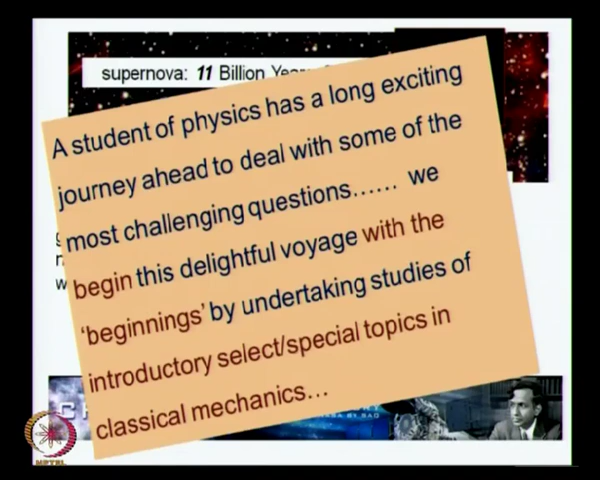 supernova: 11 Billion Years
A student of physics has a long exciting
journey ahead to deal with some of the
most challenging questions...... we
begin this delightful voyage with the
'beginnings' by undertaking studies of
introductory select/special topics in
classical mechanics...
NPTEL